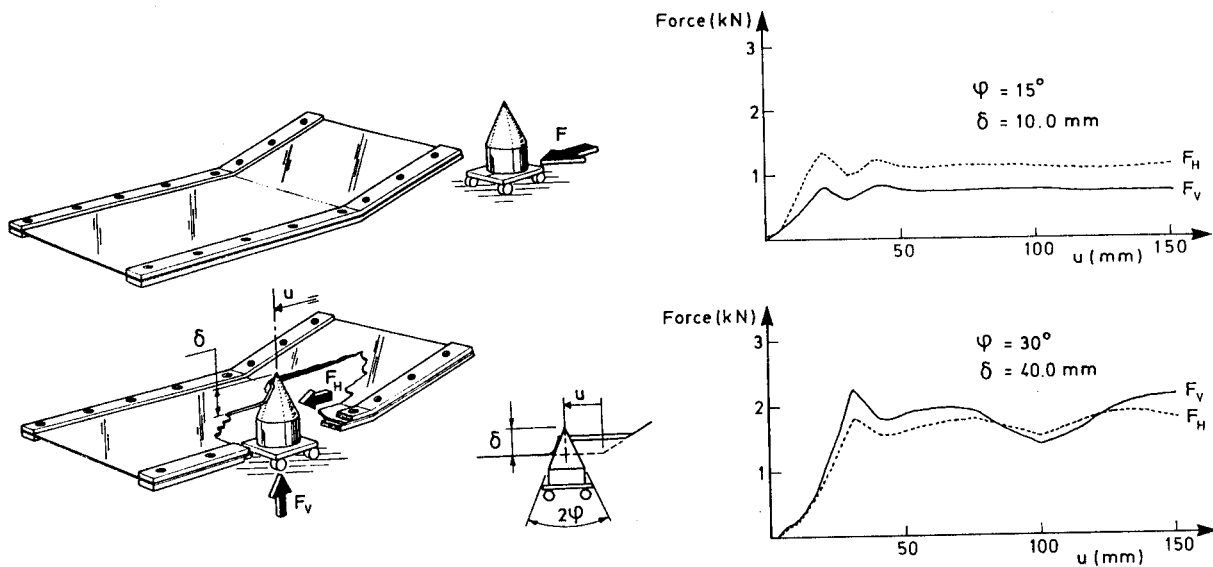 F
u
δ
F_H
F_V
u
δ
2φ
Force (kN)
3
2
1
φ = 15°
δ = 10.0 mm
F_H
F_V
50
100
150
u (mm)
Force (kN)
3
2
1
φ = 30°
δ = 40.0 mm
F_V
F_H
50
100
150
u (mm)